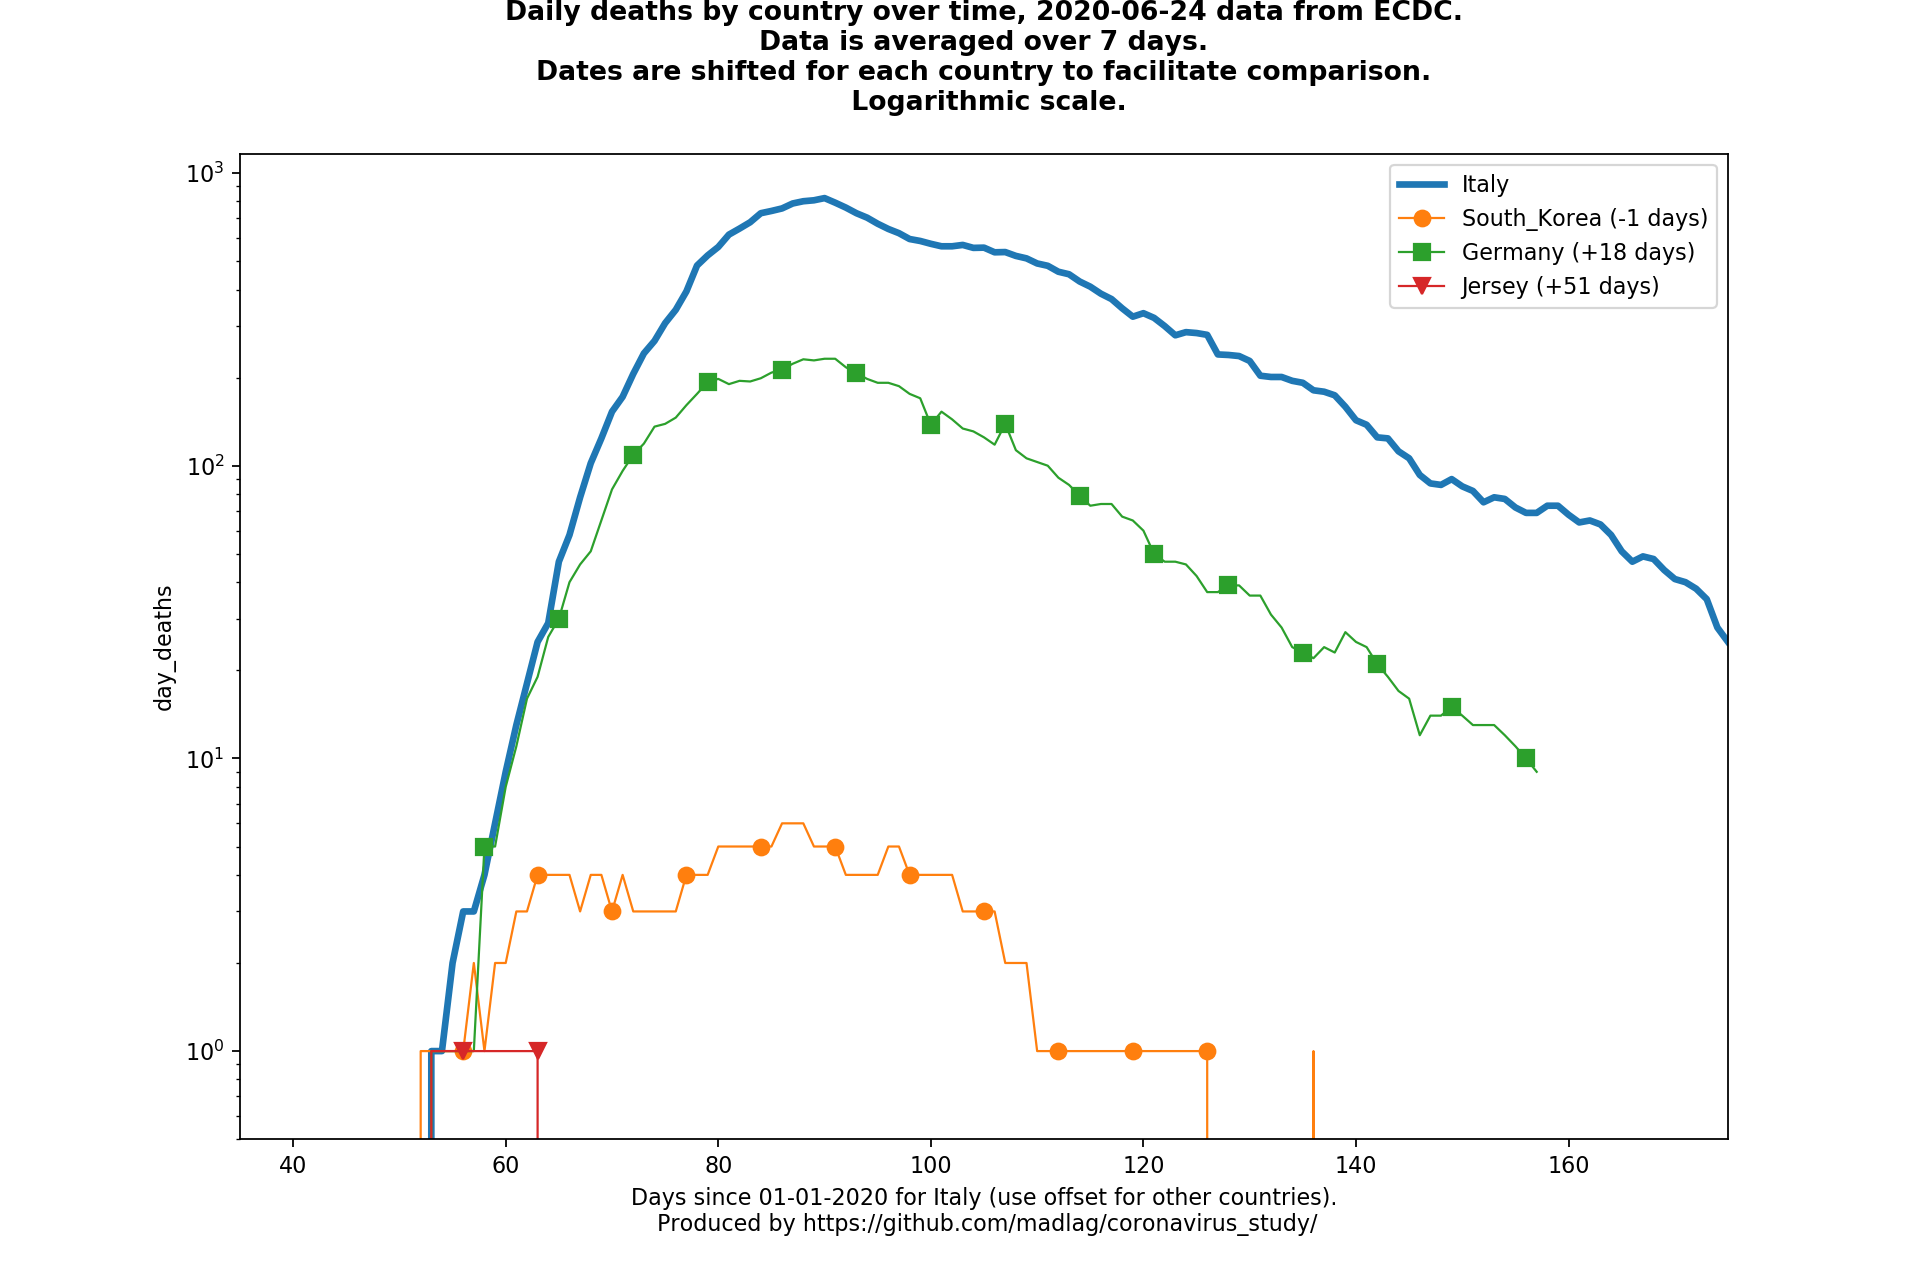 Daily deaths by country over time, 2020-06-24 data from ECDC.
Data is averaged over 7 days.
Dates are shifted for each country to facilitate comparison.
Logarithmic scale.
10³
10²
10¹
10⁰
day_deaths
Italy
South_Korea (-1 days)
Germany (+18 days)
Jersey (+51 days)
40 60 80 100 120 140 160
Days since 01-01-2020 for Italy (use offset for other countries).
Produced by https://github.com/madlag/coronavirus_study/